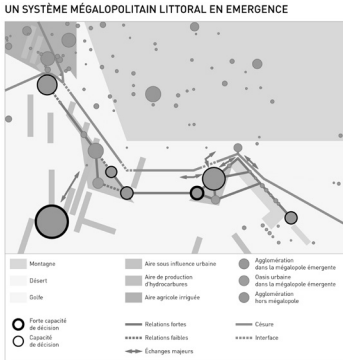 UN SYSTÈME MÉGALOPOLITAIN LITTORAL EN EMERGENCE
Montagne
Désert
Golfe
Forte capacité
de décision
Capacité
de décision
Aire sous influence urbaine
Aire de production
d'hydrocarbures
Aire agricole irriguée
Relations fortes
Relations faibles
Échanges majeurs
Agglomération
dans la mégalopole émergente
Oasis urbaine
dans la mégalopole émergente
Agglomération
hors mégalopole
Césure
Interface